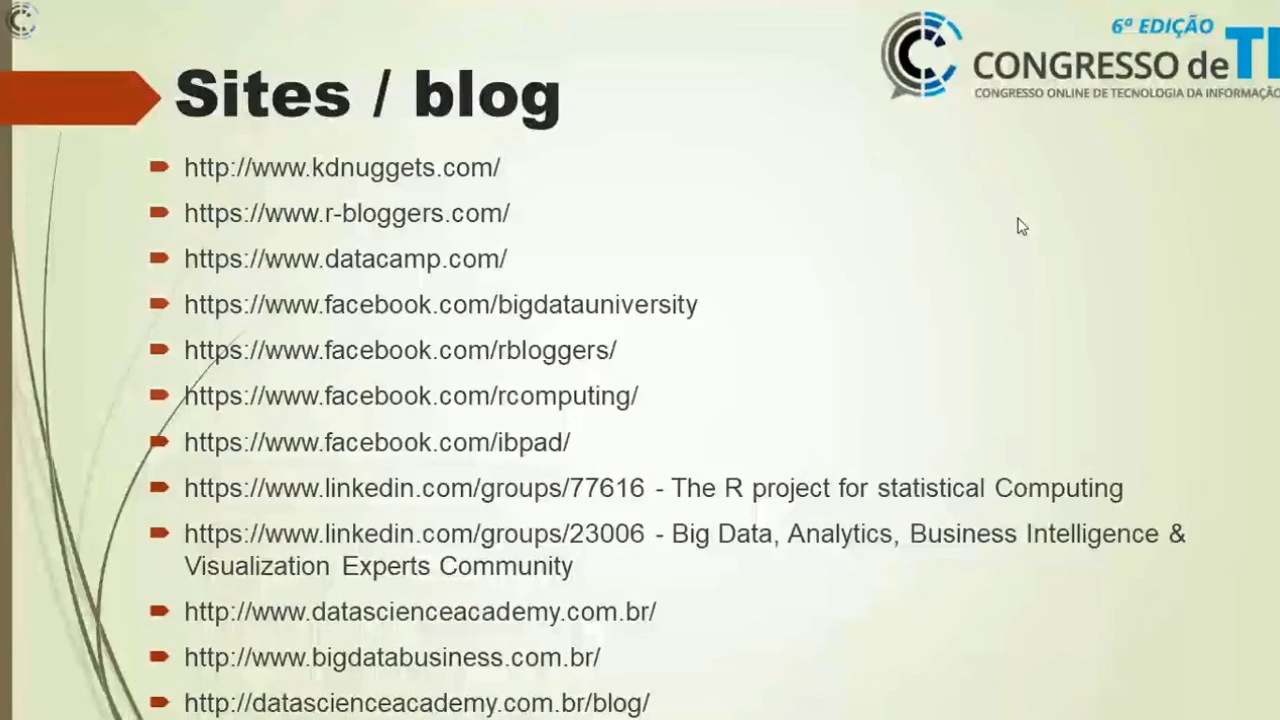 6ª EDIÇÃO
CONGRESSO de TI
CONGRESSO ONLINE DE TECNOLOGIA DA INFORMAÇÃO
Sites / blog
http://www.kdnuggets.com/
https://www.r-bloggers.com/
https://www.datacamp.com/
https://www.facebook.com/bigdatauniversity
https://www.facebook.com/rbloggers/
https://www.facebook.com/rcomputing/
https://www.facebook.com/ibpad/
https://www.linkedin.com/groups/77616 - The R project for statistical Computing
https://www.linkedin.com/groups/23006 - Big Data, Analytics, Business Intelligence &
Visualization Experts Community
http://www.datascienceacademy.com.br/
http://www.bigdatabusiness.com.br/
http://datascienceacademy.com.br/blog/